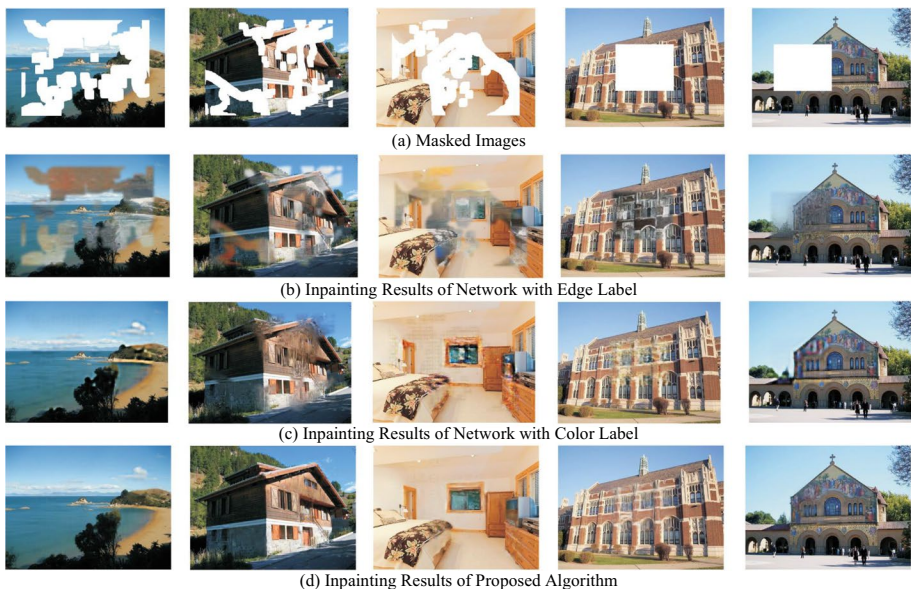 (a) Masked Images
(b) Inpainting Results of Network with Edge Label
(c) Inpainting Results of Network with Color Label
(d) Inpainting Results of Proposed Algorithm